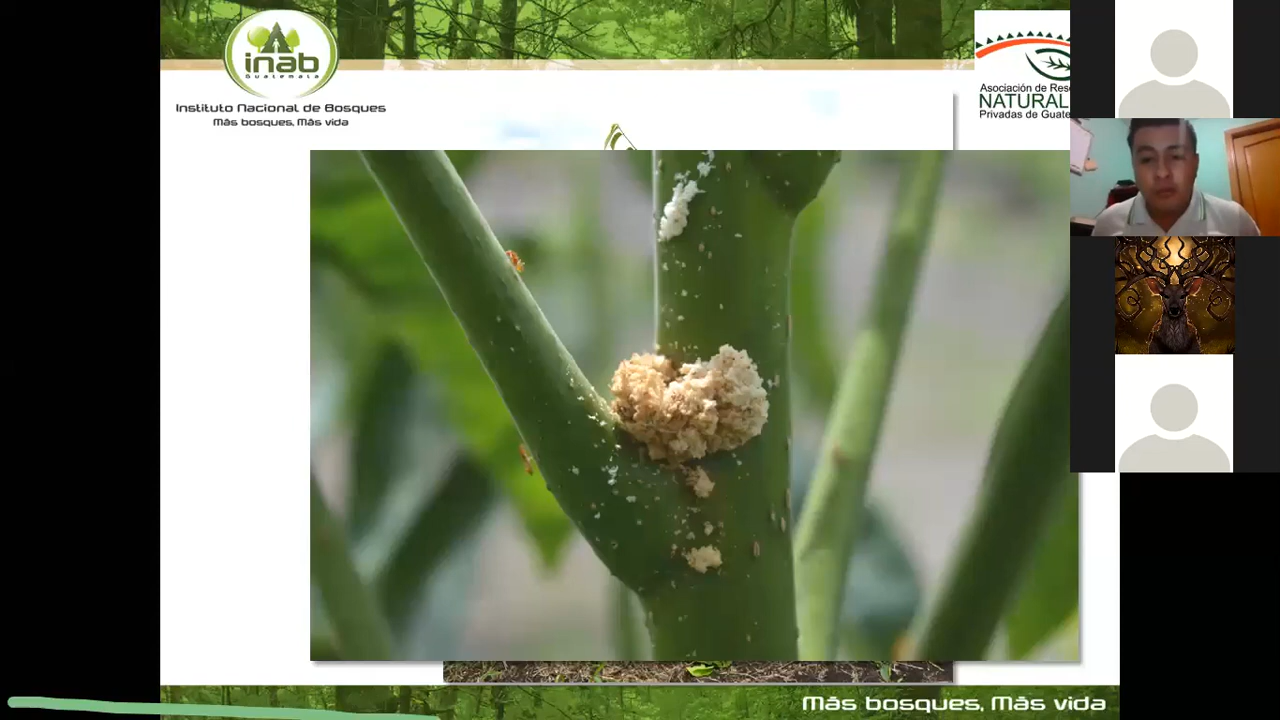 inab
Guatemala
Instituto Nacional de Bosques
Más bosques, Más vida
Asociación de Rese
NATURAL
Privadas de Guate
Más bosques, Más vida